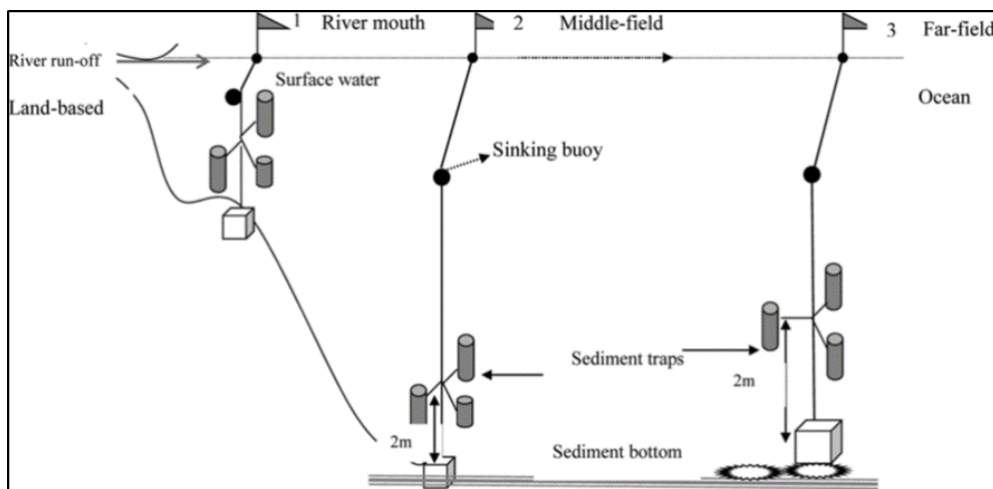 1 River mouth 2 Middle-field 3 Far-field
River run-off
Surface water
Land-based
Ocean
Sinking buoy
Sediment traps
2m
2m
Sediment bottom